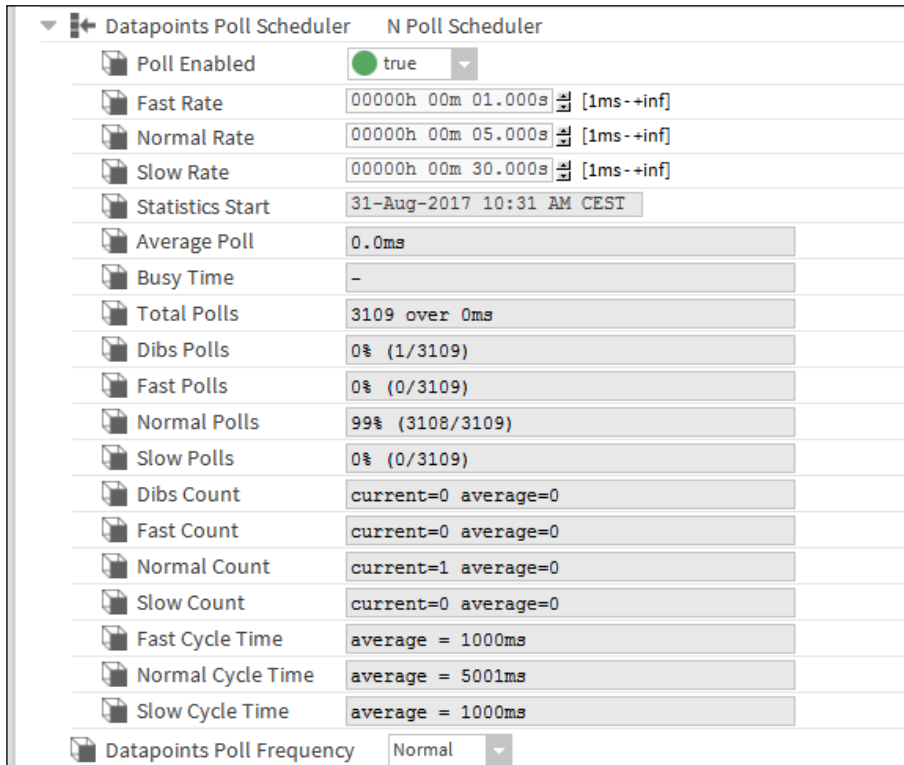 Datapoints Poll Scheduler N Poll Scheduler
Poll Enabled true
Fast Rate 00000h 00m 01.000s [1ms-+inf]
Normal Rate 00000h 00m 05.000s [1ms-+inf]
Slow Rate 00000h 00m 30.000s [1ms-+inf]
Statistics Start 31-Aug-2017 10:31 AM CEST
Average Poll 0.0ms
Busy Time -
Total Polls 3109 over 0ms
Dibs Polls 0% (1/3109)
Fast Polls 0% (0/3109)
Normal Polls 99% (3108/3109)
Slow Polls 0% (0/3109)
Dibs Count current=0 average=0
Fast Count current=0 average=0
Normal Count current=1 average=0
Slow Count current=0 average=0
Fast Cycle Time average = 1000ms
Normal Cycle Time average = 5001ms
Slow Cycle Time average = 1000ms
Datapoints Poll Frequency Normal